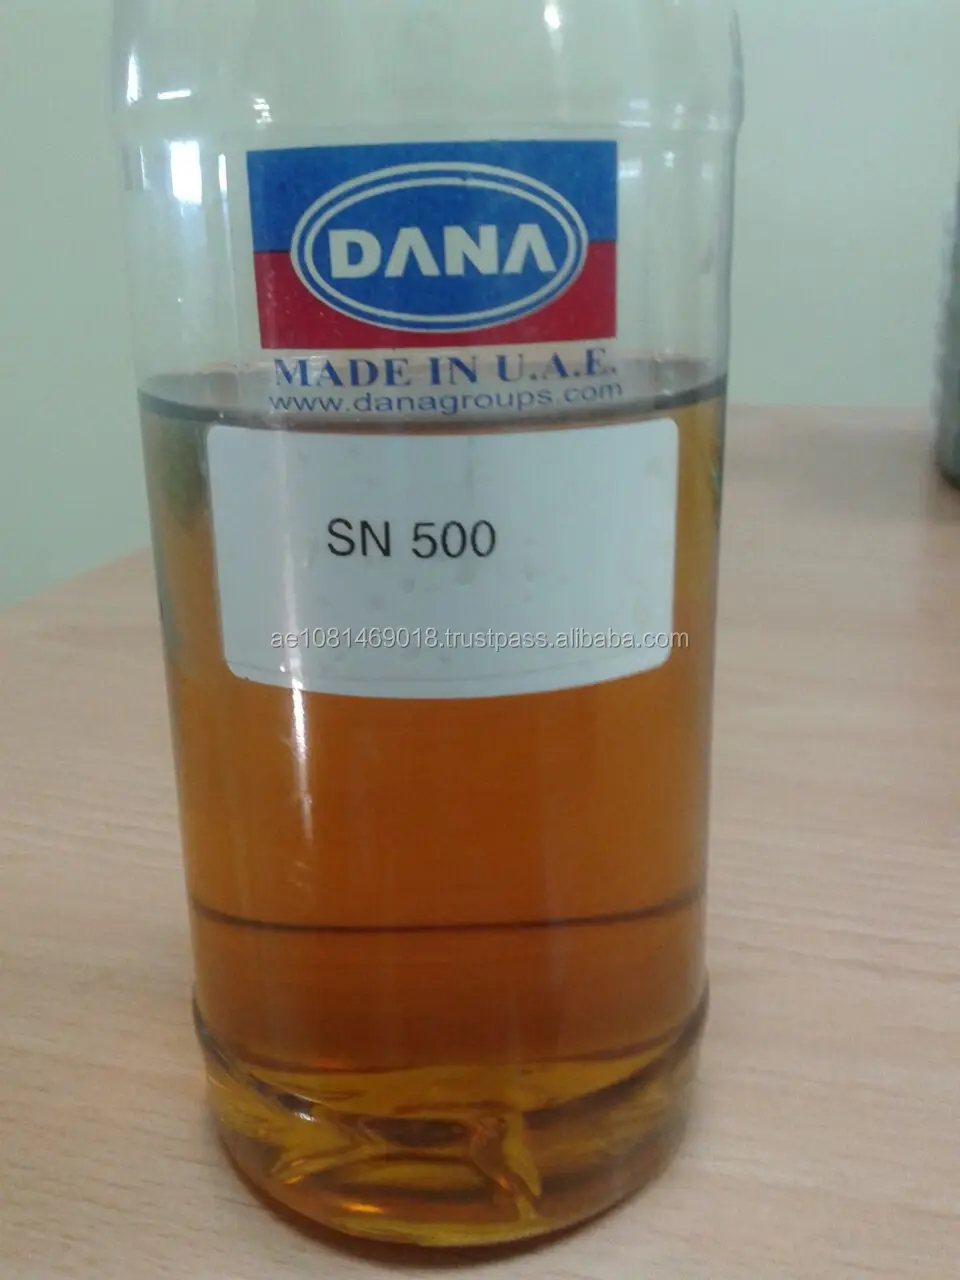 DANA
MADE IN U.A.E.
www.danagroups.com
SN 500
ae1081469018.trustpass.alibaba.com